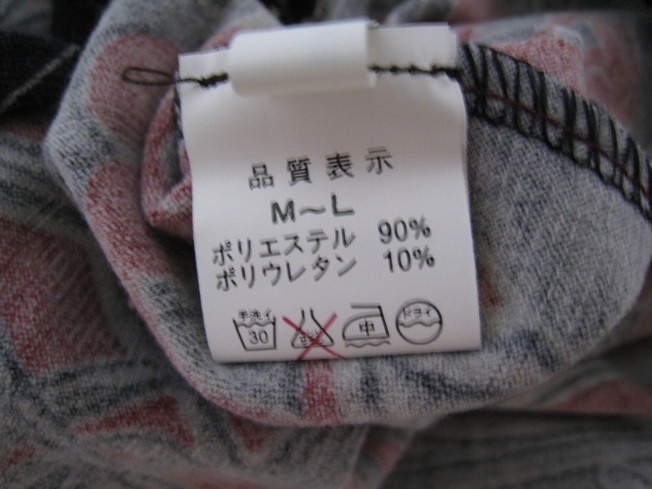 品質表示
M～L
ポリエステル 90%
ポリウレタン 10%
手洗イ 30 中 ドライ